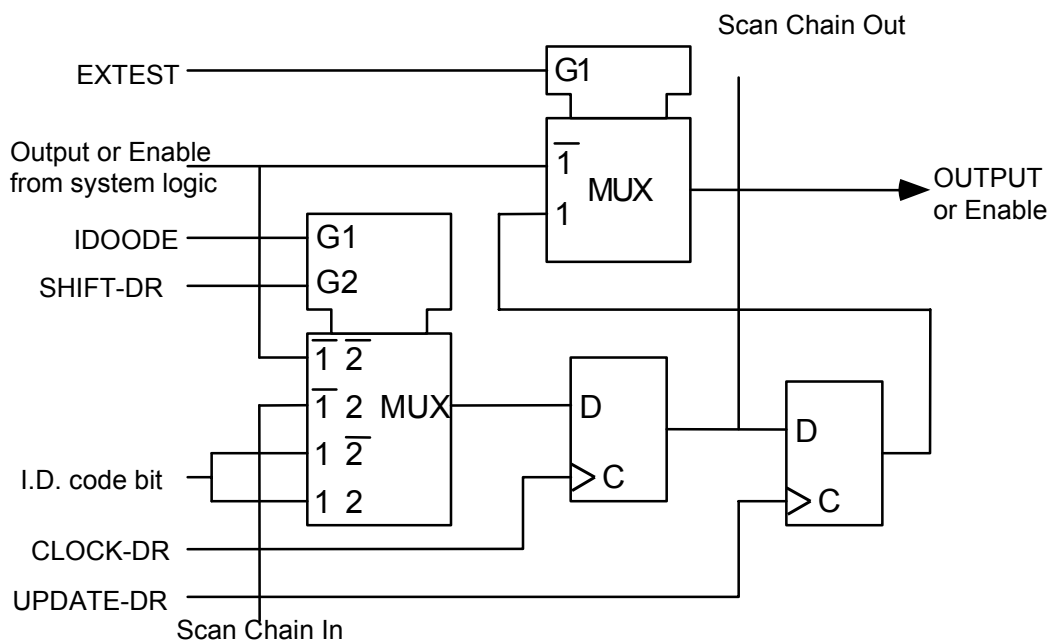 Scan Chain Out
EXTEST
G1
Output or Enable
from system logic
1
MUX
1
OUTPUT
or Enable
IDOODE
G1
SHIFT-DR
G2
1 2
1 2 MUX
1 2
1 2
D
C
D
C
I.D. code bit
CLOCK-DR
UPDATE-DR
Scan Chain In